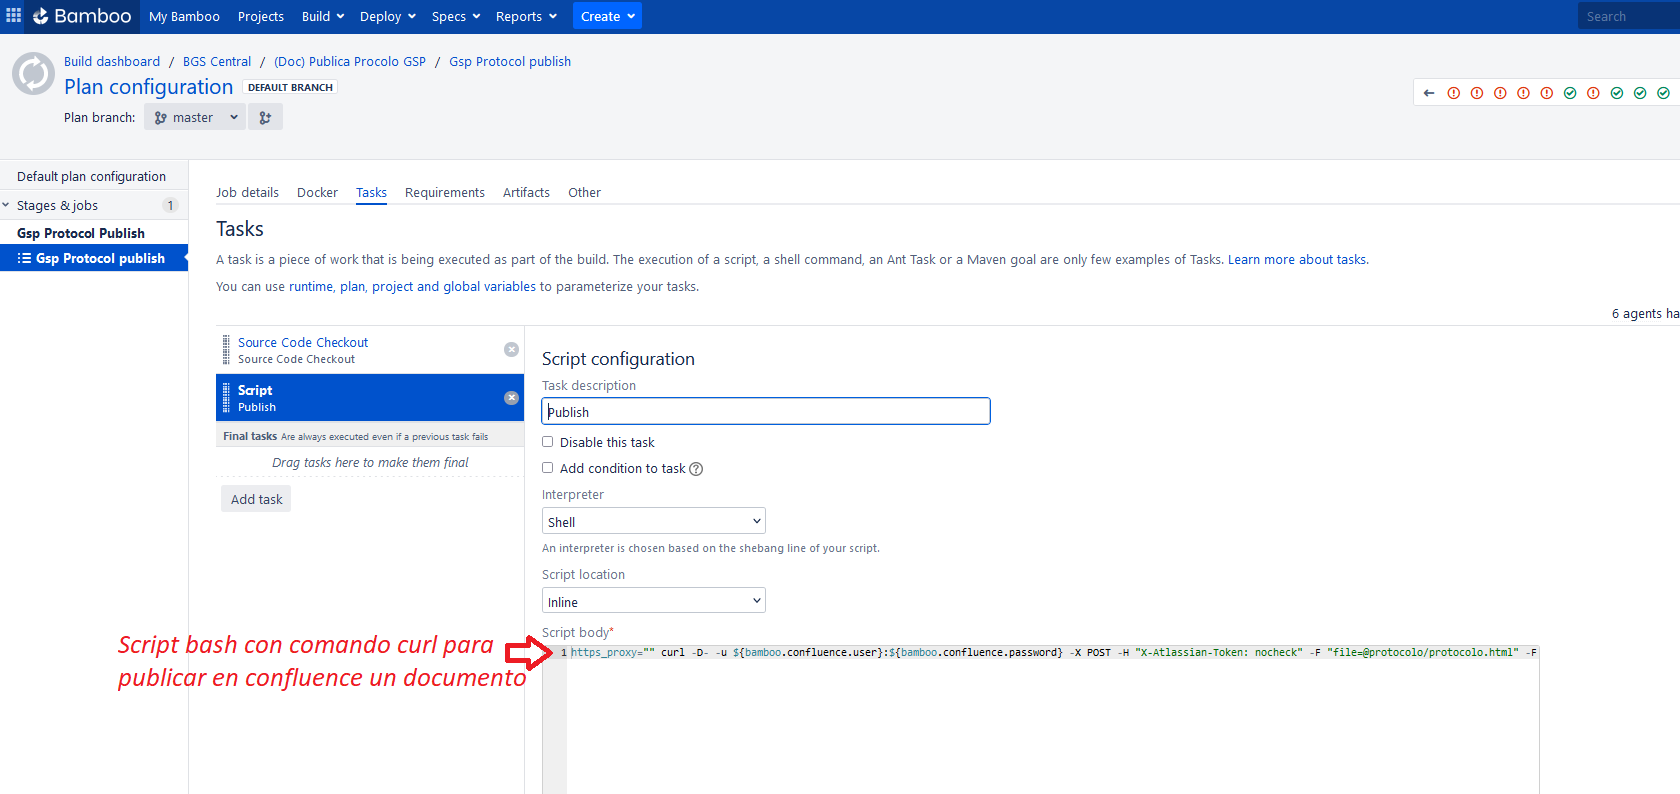 Bamboo My Bamboo Projects Build Deploy Specs Reports Create Search
Build dashboard / BGS Central / (Doc) Publica Procolo GSP / Gsp Protocol publish
Plan configuration DEFAULT BRANCH
Plan branch: master
Default plan configuration
Stages & jobs 1
Gsp Protocol Publish
Gsp Protocol publish
Job details Docker Tasks Requirements Artifacts Other
Tasks
A task is a piece of work that is being executed as part of the build. The execution of a script, a shell command, an Ant Task or a Maven goal are only few examples of Tasks. Learn more about tasks.
You can use runtime, plan, project and global variables to parameterize your tasks.
6 agents ha
Source Code Checkout
Source Code Checkout
Script
Publish
Final tasks Are always executed even if a previous task fails
Drag tasks here to make them final
Add task
Script configuration
Task description
Publish
Disable this task
Add condition to task ?
Interpreter
Shell
An interpreter is chosen based on the shebang line of your script.
Script location
Inline
Script body*
1 https_proxy="" curl -D- -u ${bamboo.confluence.user}:${bamboo.confluence.password} -X POST -H "X-Atlassian-Token: nocheck" -F "file=@protocolo/protocolo.html" -F
Script bash con comando curl para
publicar en confluence un documento